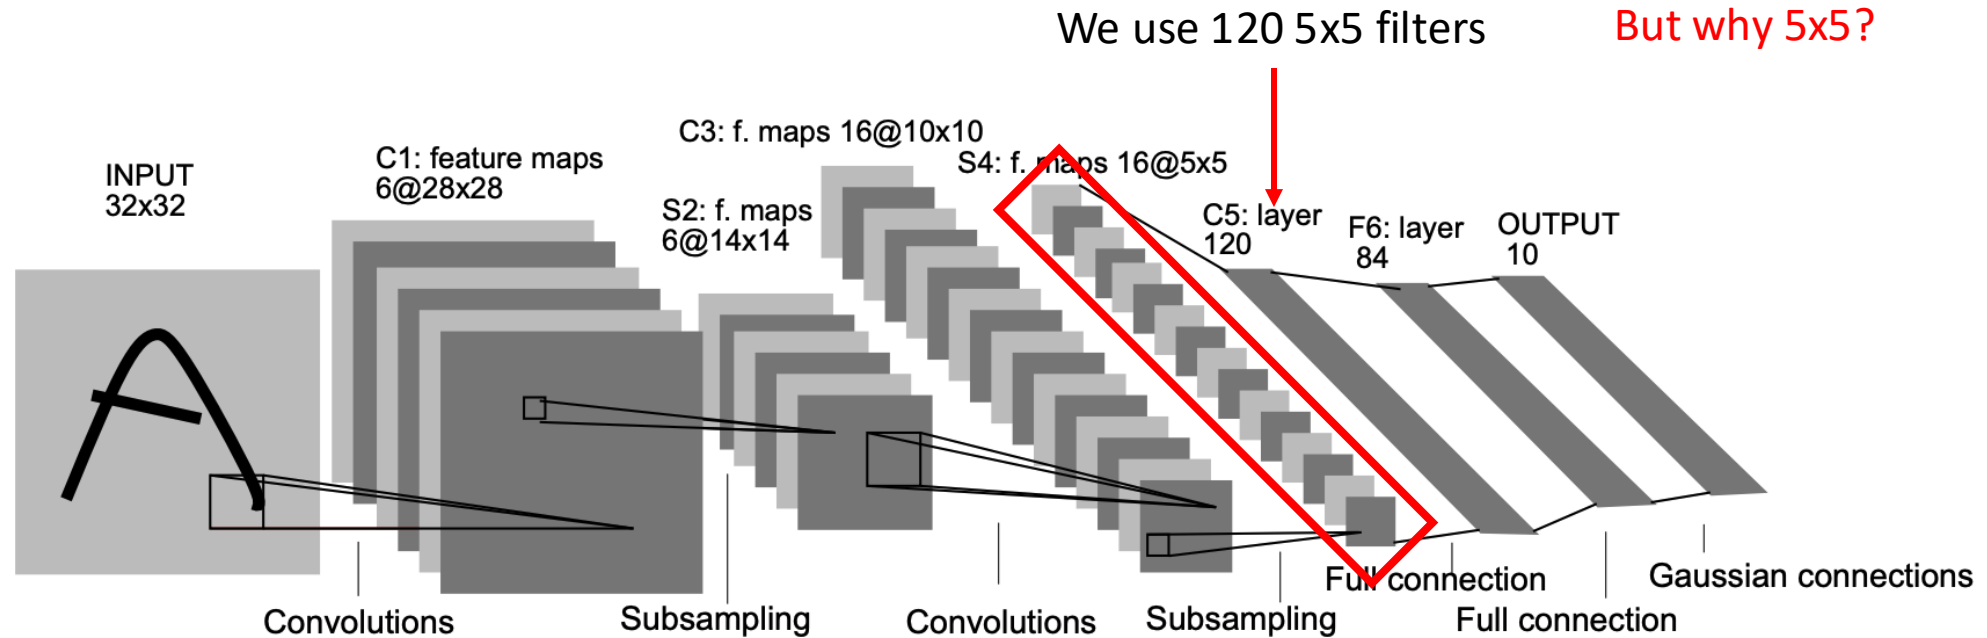 We use 120 5x5 filters
But why 5x5?
C3: f. maps 16@10x10
C1: feature maps
6@28x28
S4: f. maps 16@5x5
INPUT
32x32
S2: f. maps
6@14x14
C5: layer
120
F6: layer
84
OUTPUT
10
Convolutions
Subsampling
Convolutions
Subsampling
Full connection
Full connection
Gaussian connections